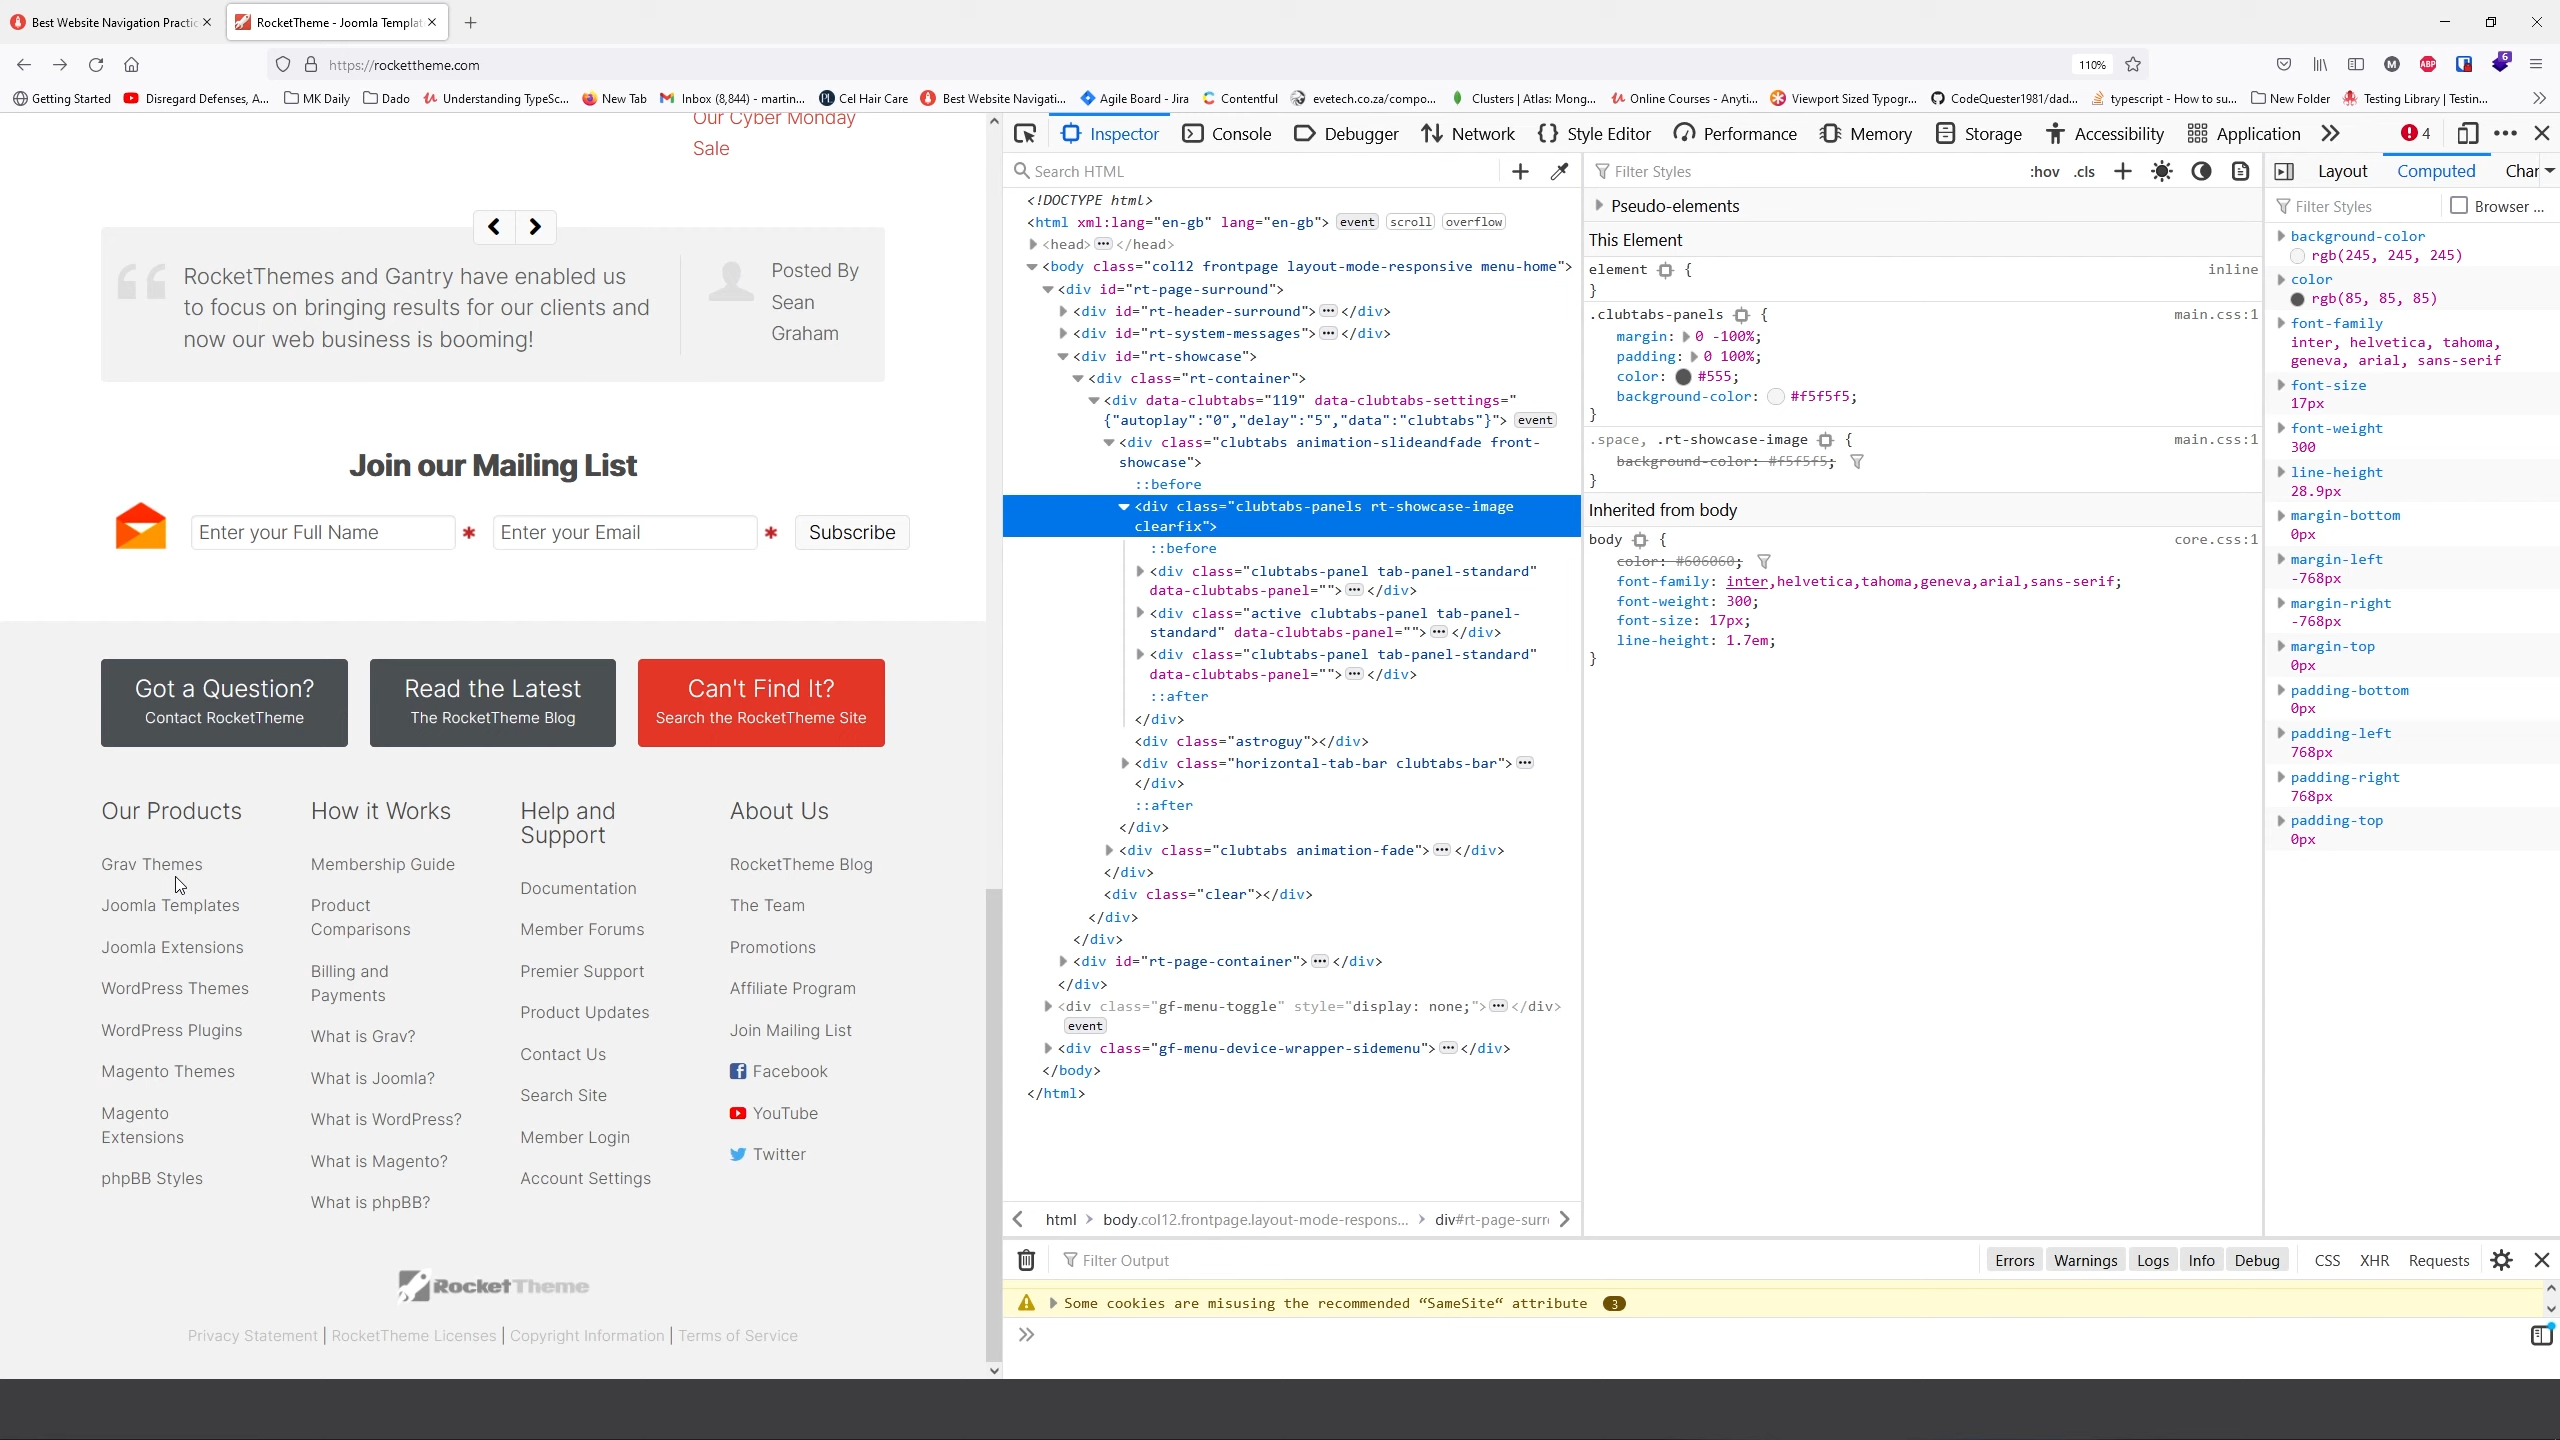 Best Website Navigation Practic
RocketTheme - Joomla Templat
https://rockettheme.com
110%
Getting Started
Disregard Defenses, A...
MK Daily
Dado
Understanding TypeSc...
New Tab
Inbox (8,844) - martin...
Cel Hair Care
Best Website Navigati...
Agile Board - Jira
Contentful
evetech.co.za/compo...
Clusters | Atlas: Mong...
Online Courses - Anyti...
Viewport Sized Typogr...
CodeQuester1981/dad...
typescript - How to su...
New Folder
Testing Library | Testin...
Our Cyber Monday
Sale
RocketThemes and Gantry have enabled us
to focus on bringing results for our clients and
now our web business is booming!
Posted By
Sean
Graham
Join our Mailing List
Enter your Full Name *
Enter your Email *
Subscribe
Got a Question?
Contact RocketTheme
Read the Latest
The RocketTheme Blog
Can't Find It?
Search the RocketTheme Site
Our Products
Grav Themes
Joomla Templates
Joomla Extensions
WordPress Themes
WordPress Plugins
Magento Themes
Magento
Extensions
phpBB Styles
How it Works
Membership Guide
Product
Comparisons
Billing and
Payments
What is Grav?
What is Joomla?
What is WordPress?
What is Magento?
What is phpBB?
Help and
Support
Documentation
Member Forums
Premier Support
Product Updates
Contact Us
Search Site
Member Login
Account Settings
About Us
RocketTheme Blog
The Team
Promotions
Affiliate Program
Join Mailing List
Facebook
YouTube
Twitter
RocketTheme
Privacy Statement | RocketTheme Licenses | Copyright Information | Terms of Service
Inspector
Console
Debugger
Network
Style Editor
Performance
Memory
Storage
Accessibility
Application
4
Search HTML
<!DOCTYPE html>
<html xml:lang="en-gb" lang="en-gb"> event scroll overflow
<head> ... </head>
<body class="col12 frontpage layout-mode-responsive menu-home">
<div id="rt-page-surround">
<div id="rt-header-surround"> ... </div>
<div id="rt-system-messages"> ... </div>
<div id="rt-showcase">
<div class="rt-container">
<div data-clubtabs="119" data-clubtabs-settings="
{"autoplay":"0","delay":"5","data":"clubtabs"}"> event
<div class="clubtabs animation-slideandfade front-
showcase">
::before
<div class="clubtabs-panels rt-showcase-image
clearfix">
::before
<div class="clubtabs-panel tab-panel-standard"
data-clubtabs-panel=""> ... </div>
<div class="active clubtabs-panel tab-panel-
standard" data-clubtabs-panel=""> ... </div>
<div class="clubtabs-panel tab-panel-standard"
data-clubtabs-panel=""> ... </div>
::after
</div>
<div class="astroguy"></div>
<div class="horizontal-tab-bar clubtabs-bar"> ...
</div>
::after
</div>
<div class="clubtabs animation-fade"> ... </div>
</div>
<div class="clear"></div>
</div>
</div>
<div id="rt-page-container"> ... </div>
</div>
<div class="gf-menu-toggle" style="display: none;"> ... </div>
event
<div class="gf-menu-device-wrapper-sidemenu"> ... </div>
</body>
</html>
html > body.col12.frontpage.layout-mode-respons... > div#rt-page-surr
Filter Styles
:hov .cls
Pseudo-elements
This Element
element { inline
}
.clubtabs-panels { main.css:1
margin: 0 -100%;
padding: 0 100%;
color: #555;
background-color: #f5f5f5;
}
.space, .rt-showcase-image { main.css:1
background-color: #f5f5f5;
}
Inherited from body
body { core.css:1
color: #606060;
font-family: inter,helvetica,tahoma,geneva,arial,sans-serif;
font-weight: 300;
font-size: 17px;
line-height: 1.7em;
}
Layout
Computed
Char
Filter Styles
Browser ...
background-color
rgb(245, 245, 245)
color
rgb(85, 85, 85)
font-family
inter, helvetica, tahoma,
geneva, arial, sans-serif
font-size
17px
font-weight
300
line-height
28.9px
margin-bottom
0px
margin-left
-768px
margin-right
-768px
margin-top
0px
padding-bottom
0px
padding-left
768px
padding-right
768px
padding-top
0px
Filter Output
Errors
Warnings
Logs
Info
Debug
CSS
XHR
Requests
Some cookies are misusing the recommended “SameSite“ attribute 3